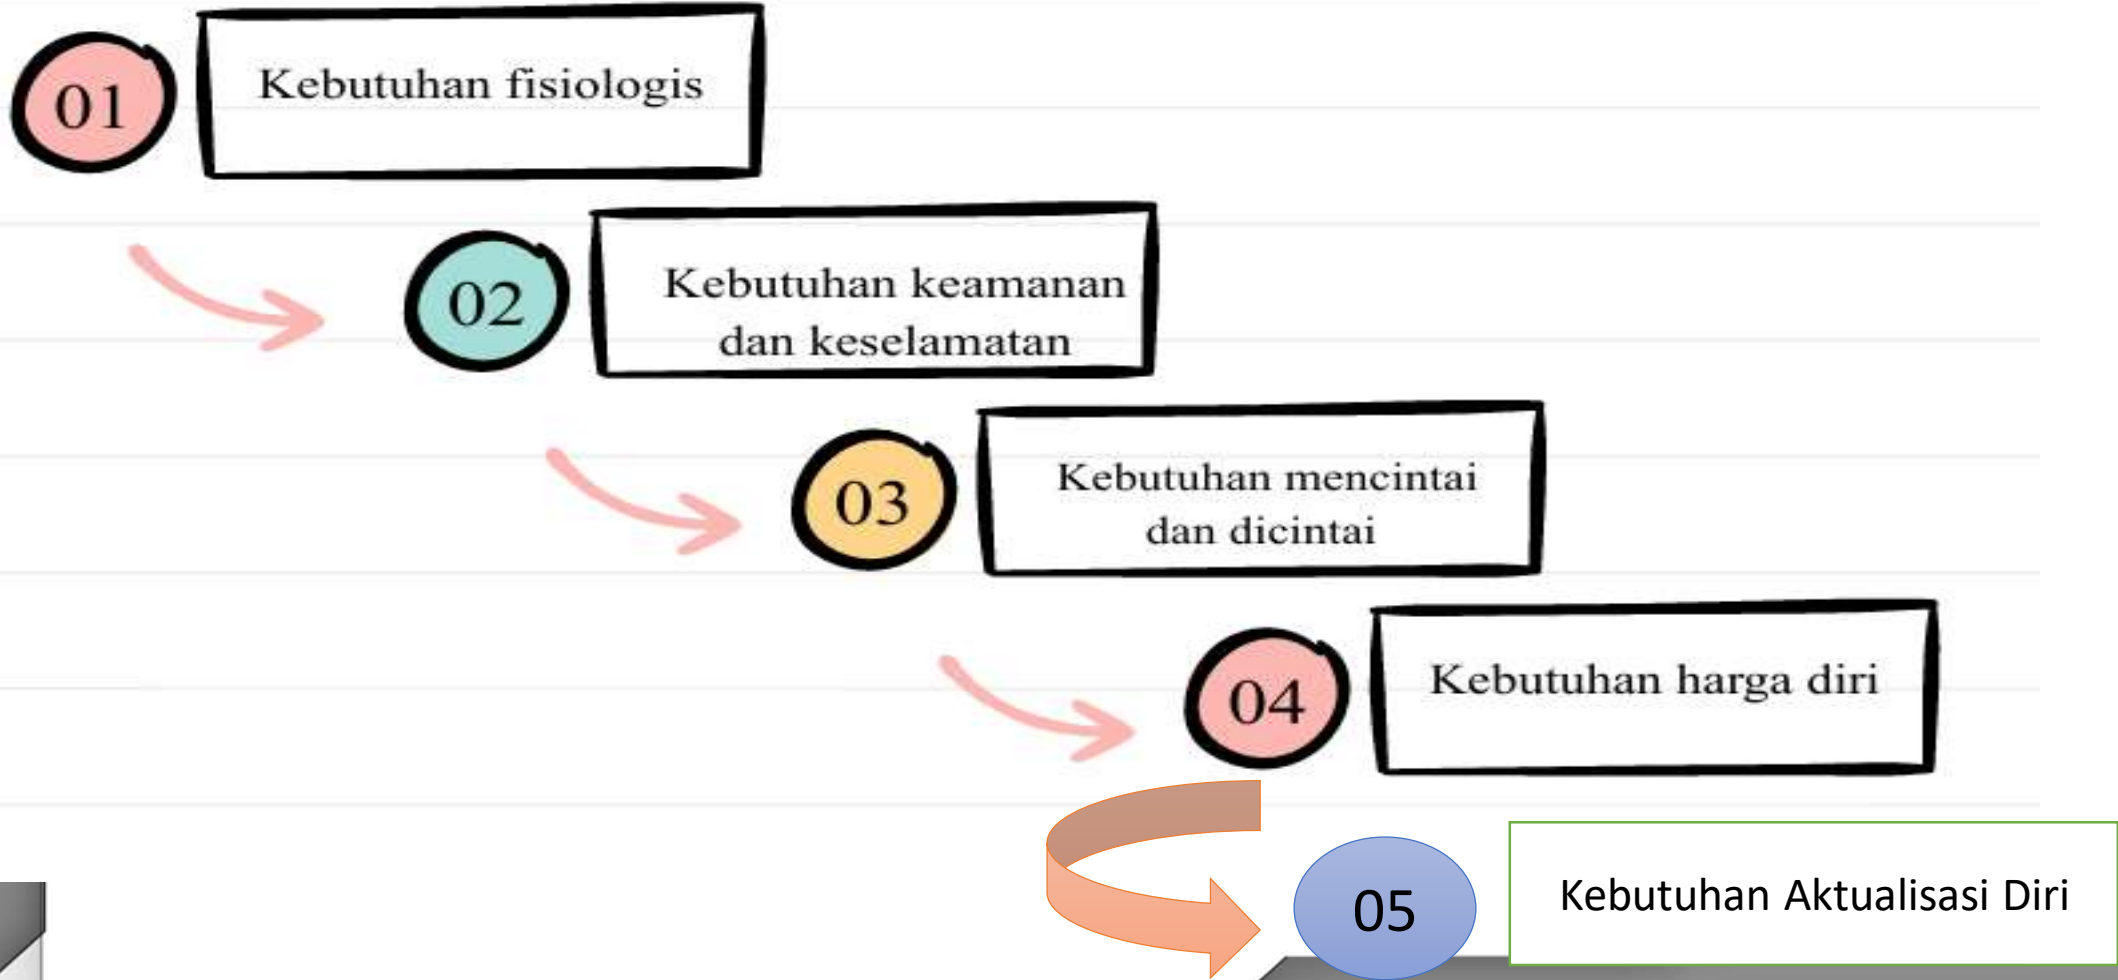 01
Kebutuhan fisiologis
02
Kebutuhan keamanan
dan keselamatan
03
Kebutuhan mencintai
dan dicintai
04
Kebutuhan harga diri
05
Kebutuhan Aktualisasi Diri